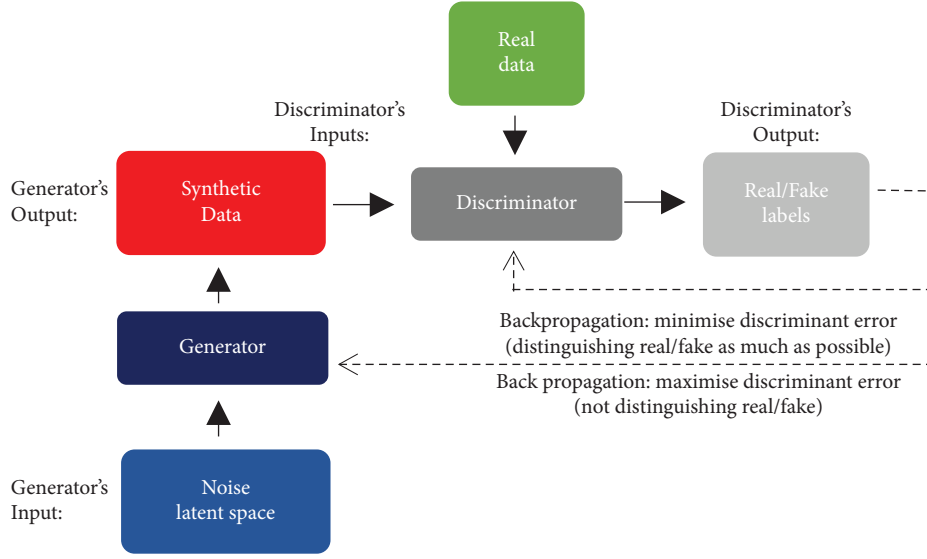 Real
data
Discriminator's
Inputs:
Discriminator's
Output:
Generator's
Output:
Synthetic
Data
Discriminator
Real/Fake
labels
Backpropagation: minimise discriminant error
(distinguishing real/fake as much as possible)
Generator
Back propagation: maximise discriminant error
(not distinguishing real/fake)
Generator's
Input:
Noise
latent space